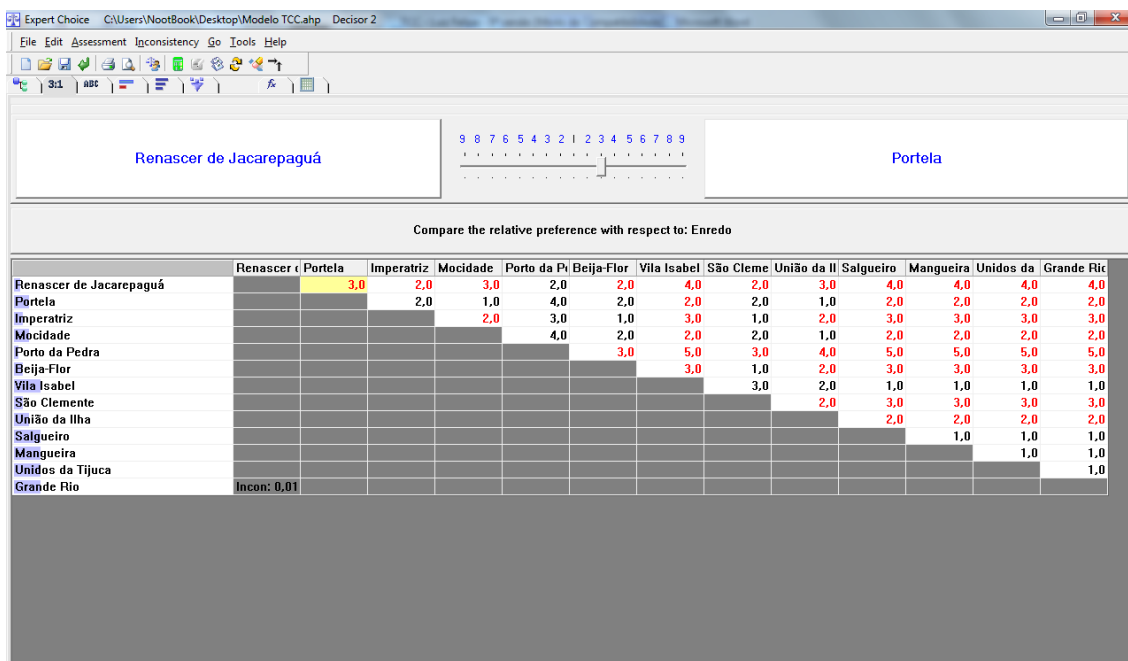 Expert Choice C:\Users\NootBook\Desktop\Modelo TCC.ahp Decisor 2
File Edit Assessment Inconsistency Go Tools Help
3:1 ABC fx
9 8 7 6 5 4 3 2 1 2 3 4 5 6 7 8 9
Renascer de Jacarepaguá Portela
Compare the relative preference with respect to: Enredo
Renascer Portela Imperatriz Mocidade Porto da Beija-Flor Vila Isabel São Cleme União da Il Salgueiro Mangueira Unidos da Grande Ric
Renascer de Jacarepaguá 3,0 2,0 3,0 2,0 2,0 4,0 2,0 3,0 4,0 4,0 4,0 4,0
Portela 2,0 1,0 4,0 2,0 2,0 2,0 1,0 2,0 2,0 2,0 2,0
Imperatriz 2,0 3,0 1,0 3,0 1,0 2,0 3,0 3,0 3,0 3,0
Mocidade 4,0 2,0 2,0 2,0 1,0 2,0 2,0 2,0 2,0
Porto da Pedra 3,0 5,0 3,0 4,0 5,0 5,0 5,0 5,0
Beija-Flor 3,0 1,0 2,0 3,0 3,0 3,0 3,0
Vila Isabel 3,0 2,0 1,0 1,0 1,0 1,0
São Clemente 2,0 3,0 3,0 3,0 3,0
União da Ilha 2,0 2,0 2,0 2,0
Salgueiro 1,0 1,0 1,0
Mangueira 1,0 1,0
Unidos da Tijuca 1,0
Grande Rio Incon: 0,01